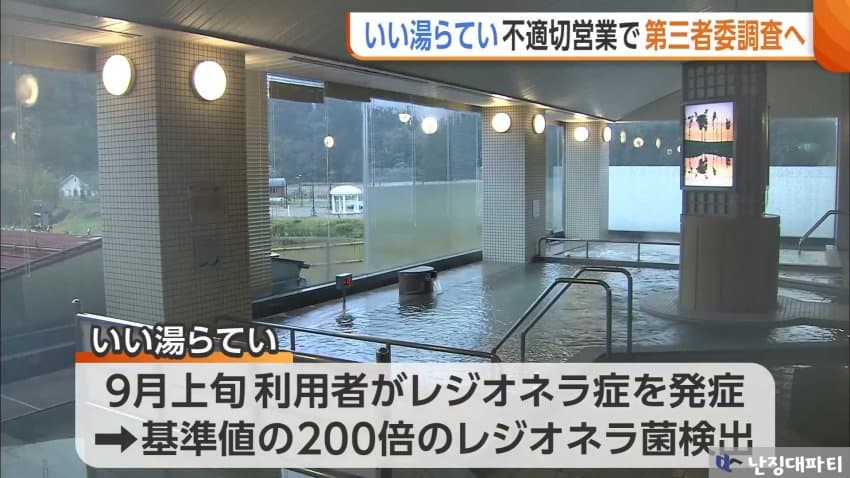 いい湯らてい 不適切営業で 第三者委調査へ
いい湯らてい
9月上旬 利用者がレジオネラ症を発症
➡基準値の200倍のレジオネラ菌検出
난징대파티